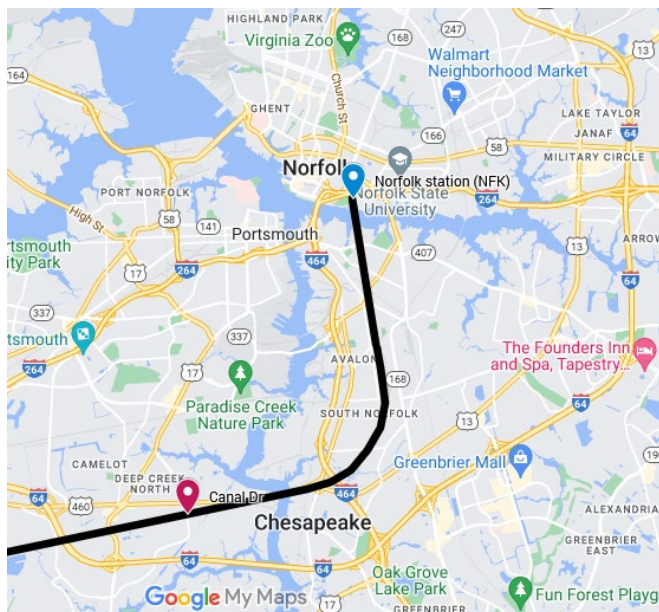 HIGHLAND PARK
Virginia Zoo
168
13
Walmart
Neighborhood Market
164
Church St
64
GHENT
LAKE TAYLOR
JANAF
166
58
MILITARY CIRCLE
Norfolk
Norfolk station (NFK)
Norfolk State
University
264
PORT NORFOLK
High St
58
141
Portsmouth
ortsmouth
ity Park
17
264
464
407
13
ARROW
64
337
337
rtsmouth
264
17
AVALON
168
Paradise Creek
Nature Park
The Founders Inn
and Spa, Tapestry...
SOUTH NORFOLK
13
64
CAMELOT
DEEP CREEK
NORTH
Greenbrier Mall
190
64
460
Canal Dr
464
Chesapeake
ALEXANDRIA
GREENBRIER
EAST
64
64
Oak Grove
Lake Park
Google My Maps
17
GREENBRIER
Fun Forest Playg